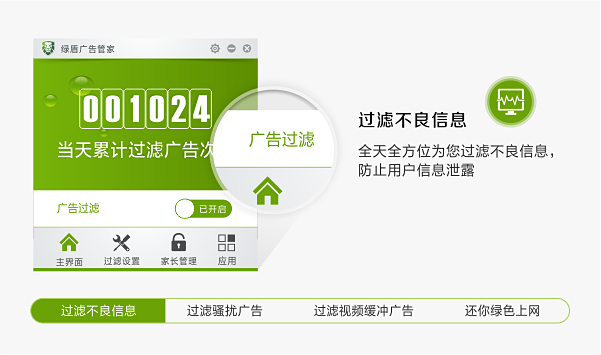 绿盾广告管家
001024
当天累计过滤广告次
广告过滤
过滤不良信息
全天全方位为您过滤不良信息，
防止用户信息泄露
广告过滤
已开启
主界面
过滤设置
家长管理
应用
过滤不良信息
过滤骚扰广告
过滤视频缓冲广告
还你绿色上网